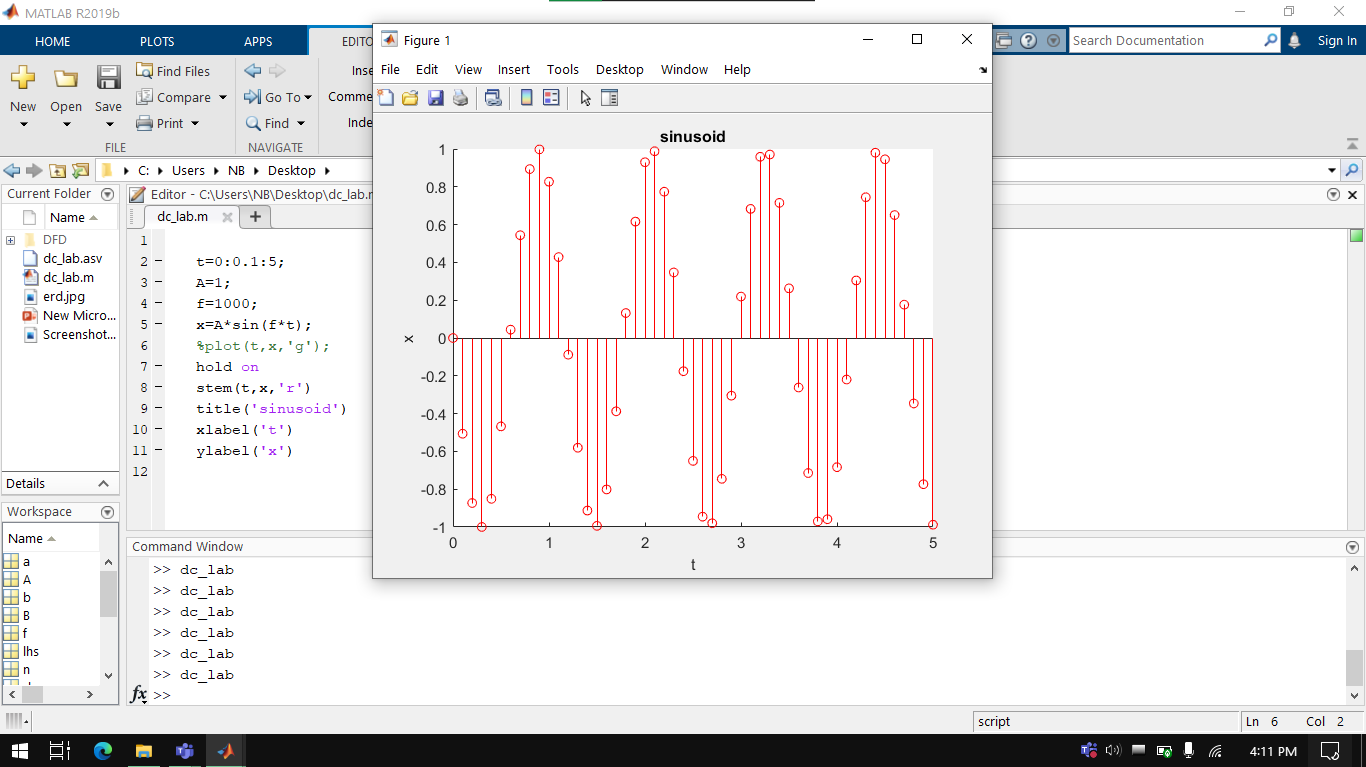 MATLAB R2019b
HOME PLOTS APPS EDITO
Search Documentation
Sign In
New Open Save
Find Files
Compare
Print
Go To
Find
Inse
Comme
Inde
FILE NAVIGATE
C: Users NB Desktop
Current Folder
Name
DFD
dc_lab.asv
dc_lab.m
erd.jpg
New Micro...
Screenshot...
Details
Workspace
Name
a
A
b
B
f
lhs
n
Editor - C:\Users\NB\Desktop\dc_lab.
dc_lab.m
1
2 t=0:0.1:5;
3 A=1;
4 f=1000;
5 x=A*sin(f*t);
6 %plot(t,x,'g');
7 hold on
8 stem(t,x,'r')
9 title('sinusoid')
10 xlabel('t')
11 ylabel('x')
12
Figure 1
File Edit View Insert Tools Desktop Window Help
sinusoid
1
0.8
0.6
0.4
0.2
0
-0.2
-0.4
-0.6
-0.8
-1
x
0 1 2 3 4 5
t
Command Window
>> dc_lab
>> dc_lab
>> dc_lab
>> dc_lab
>> dc_lab
>> dc_lab
fx >>
script
Ln 6 Col 2
4:11 PM